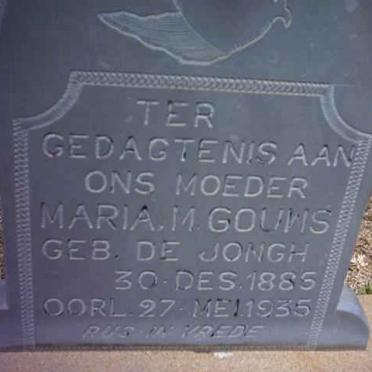 TER
GEDAGTENIS AAN
ONS MOEDER
MARIA. M. GOUWS
GEB. DE JONGH
30. DES. 1885
OORL. 27. MEI. 1935
RUS. IN VREDE